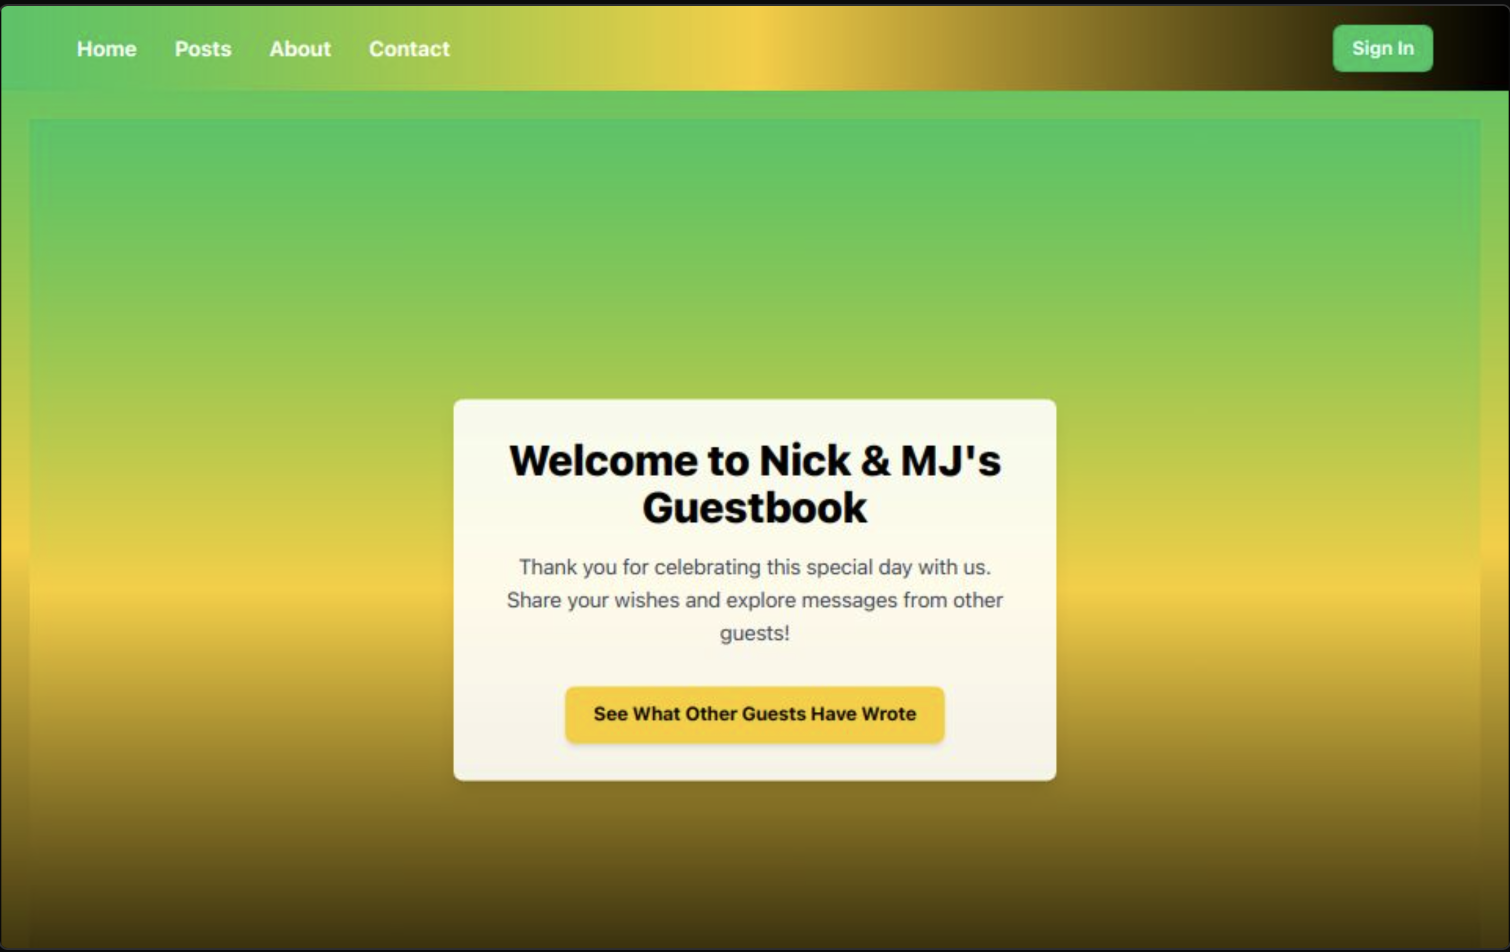 Home Posts About Contact Sign In
Welcome to Nick & MJ's
Guestbook
Thank you for celebrating this special day with us.
Share your wishes and explore messages from other
guests!
See What Other Guests Have Wrote